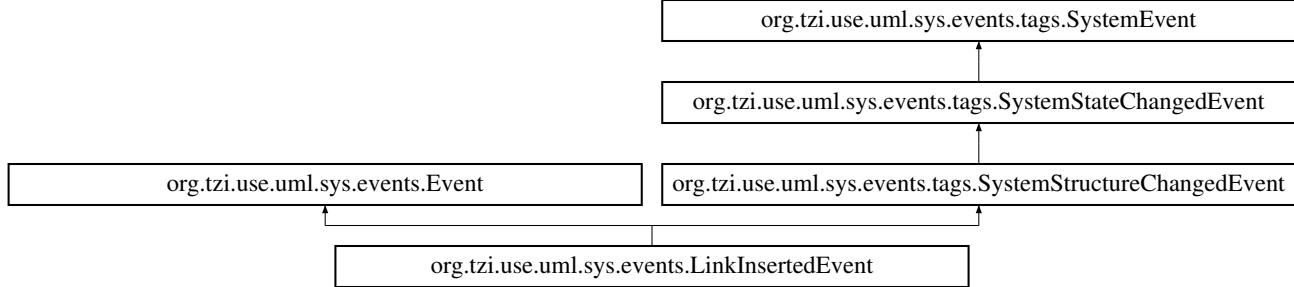 org.tzi.use.uml.sys.events.tags.SystemEvent
org.tzi.use.uml.sys.events.tags.SystemStateChangedEvent
org.tzi.use.uml.sys.events.Event
org.tzi.use.uml.sys.events.tags.SystemStructureChangedEvent
org.tzi.use.uml.sys.events.LinkInsertedEvent